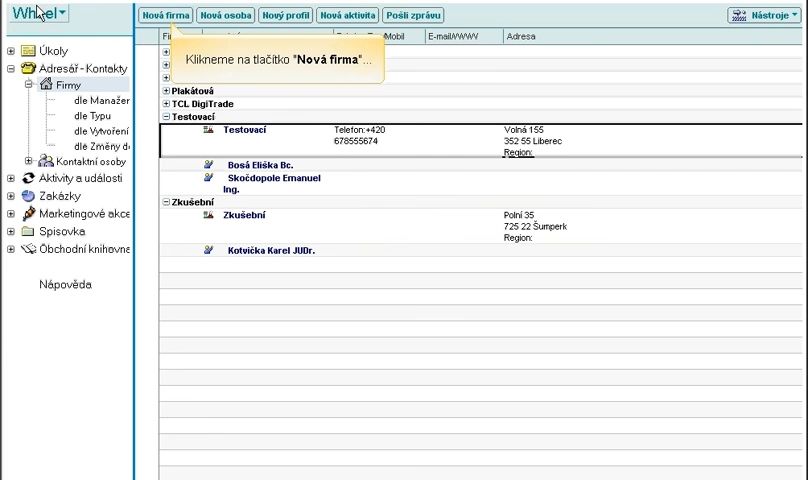 Wheel
Nová firma Nová osoba Nový profil Nová aktivita Pošli zprávu Nástroje
Mobil E-mail/WWW Adresa
Klikneme na tlačítko "Nová firma"...
Úkoly
Adresář - Kontakty
Firmy
dle Manažer
dle Typu
dle Vytvoření
dle Změny d
Kontaktní osoby
Aktivity a události
Zakázky
Marketingové akce
Spisovka
Obchodní knihovne
Nápověda
Plakátová
TCL DigiTrade
Testovací
Testovací Telefon:+420 Volná 155
678555674 352 55 Liberec
Region:
Bosá Eliška Bc.
Skočdopole Emanuel
Ing.
Zkušební
Zkušební Polní 35
725 22 Šumperk
Region:
Kotvička Karel JUDr.